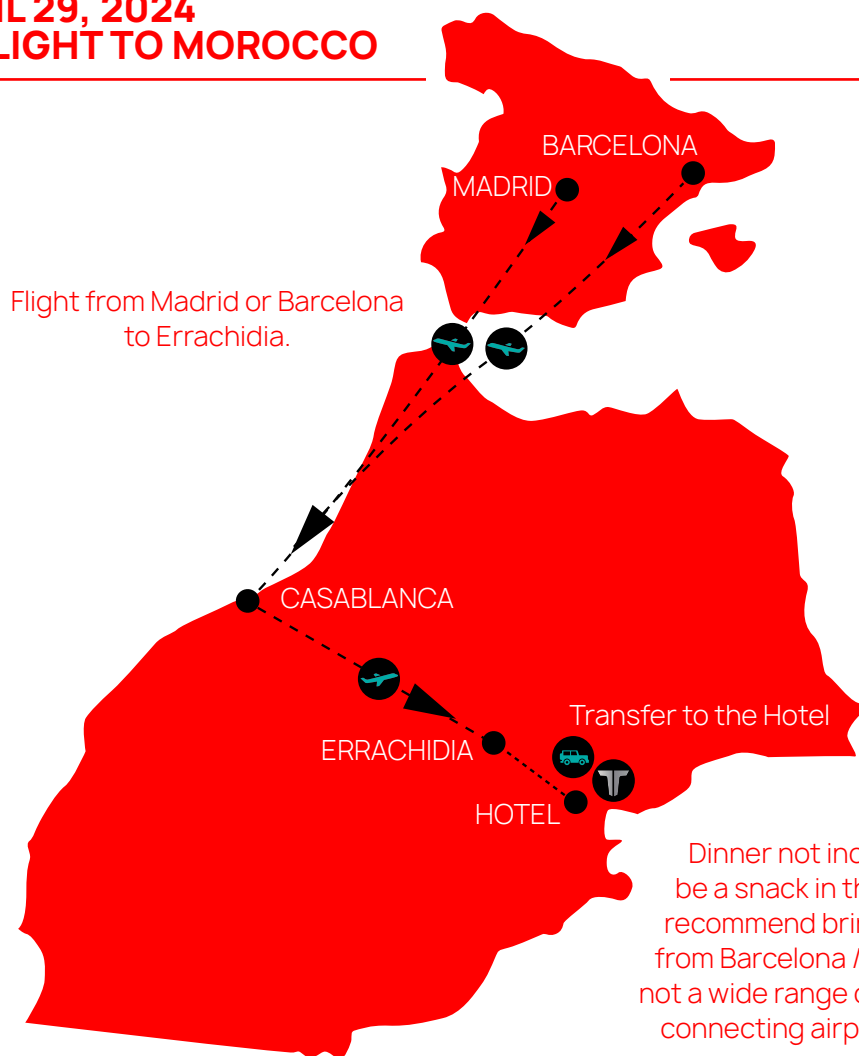 IL 29, 2024
LIGHT TO MOROCCO
BARCELONA
MADRID
Flight from Madrid or Barcelona
to Errachidia.
CASABLANCA
Transfer to the Hotel
ERRACHIDIA
HOTEL
Dinner not inc
be a snack in th
recommend brin
from Barcelona /
not a wide range o
connecting airp